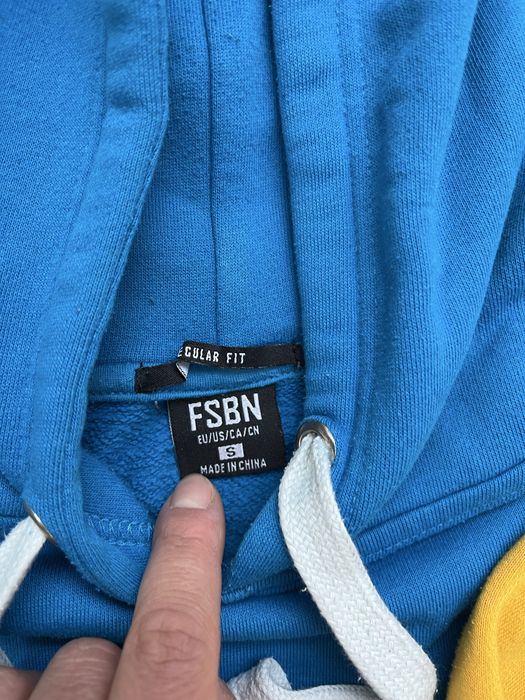 EGULAR FIT
FSBN
EU/US/CA/CN
S
MADE IN CHINA